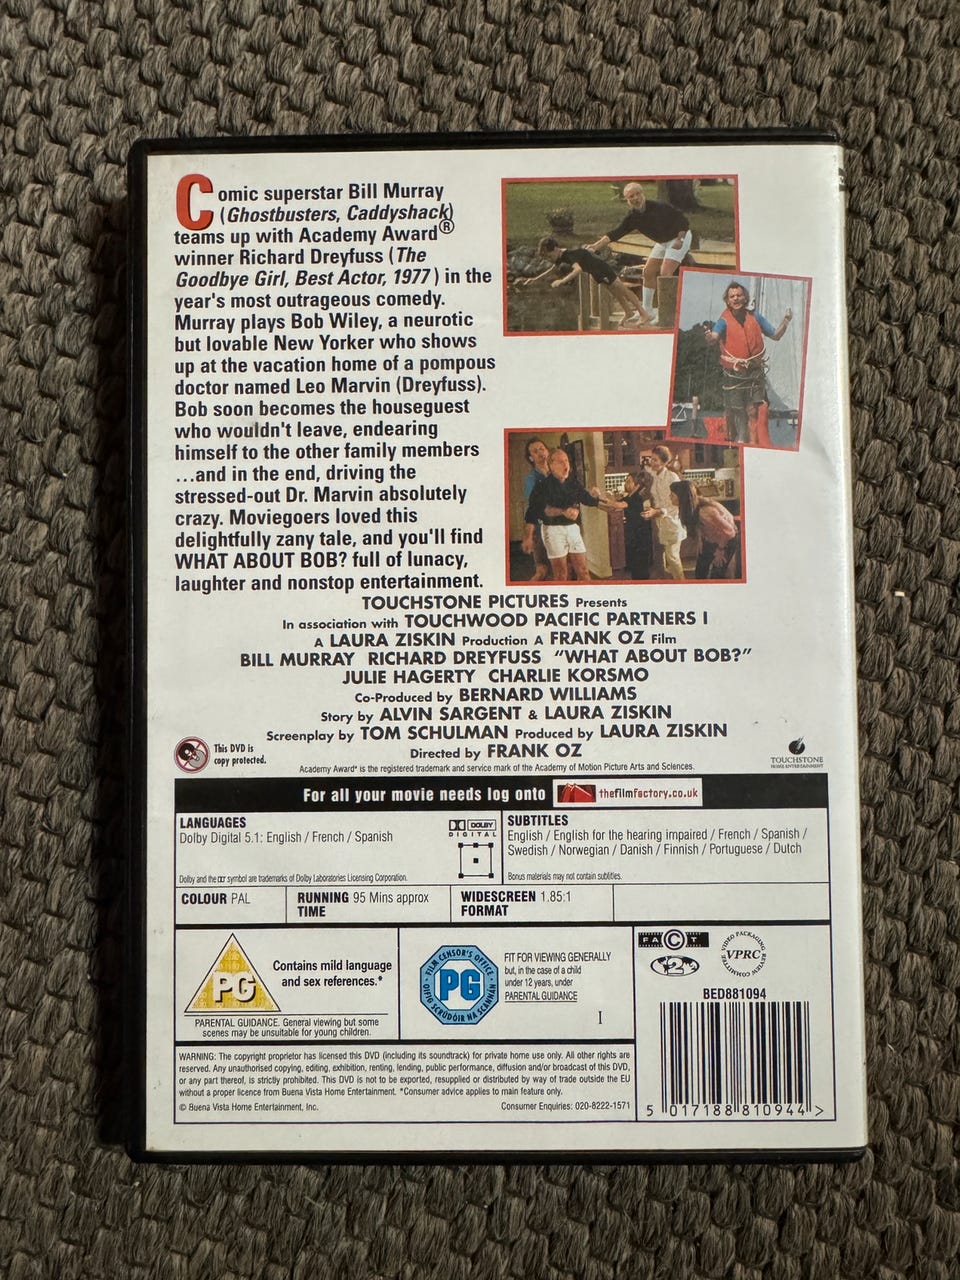 Comic superstar Bill Murray
(Ghostbusters, Caddyshack)
teams up with Academy Award®
winner Richard Dreyfuss (The
Goodbye Girl, Best Actor, 1977) in the
year's most outrageous comedy.
Murray plays Bob Wiley, a neurotic
but lovable New Yorker who shows
up at the vacation home of a pompous
doctor named Leo Marvin (Dreyfuss).
Bob soon becomes the houseguest
who wouldn't leave, endearing
himself to the other family members
...and in the end, driving the
stressed-out Dr. Marvin absolutely
crazy. Moviegoers loved this
delightfully zany tale, and you'll find
WHAT ABOUT BOB? full of lunacy,
laughter and nonstop entertainment.
TOUCHSTONE PICTURES Presents
In association with TOUCHWOOD PACIFIC PARTNERS I
A LAURA ZISKIN Production A FRANK OZ Film
BILL MURRAY RICHARD DREYFUSS "WHAT ABOUT BOB?"
JULIE HAGERTY CHARLIE KORSMO
Co-Produced by BERNARD WILLIAMS
Story by ALVIN SARGENT & LAURA ZISKIN
Screenplay by TOM SCHULMAN Produced by LAURA ZISKIN
Directed by FRANK OZ
This DVD is
copy protected.
TOUCHSTONE
HOME ENTERTAINMENT
Academy Award® is the registered trademark and service mark of the Academy of Motion Picture Arts and Sciences.
For all your movie needs log onto thefilmfactory.co.uk
LANGUAGES
Dolby Digital 5.1: English / French / Spanish
DOLBY
DIGITAL
Dolby and the symbol are trademarks of Dolby Laboratories Licensing Corporation.
SUBTITLES
English / English for the hearing impaired / French / Spanish /
Swedish / Norwegian / Danish / Finnish / Portuguese / Dutch
Bonus materials may not contain subtitles.
COLOUR PAL
RUNNING 95 Mins approx
TIME
WIDESCREEN 1.85:1
FORMAT
PG
Contains mild language
and sex references.*
PARENTAL GUIDANCE. General viewing but some
scenes may be unsuitable for young children.
FILM CENSOR'S OFFICE
PG
OIFIG SCRÚDÓIR NA SCANNÁN
FIT FOR VIEWING GENERALLY
but, in the case of a child
under 12 years, under
PARENTAL GUIDANCE
I
FACT
2
VIDEO PACKAGING
VPRC
REVIEW COMMITTEE
BED881094
WARNING: The copyright proprietor has licensed this DVD (including its soundtrack) for private home use only. All other rights are
reserved. Any unauthorised copying, editing, exhibition, renting, lending, public performance, diffusion and/or broadcast of this DVD,
or any part thereof, is strictly prohibited. This DVD is not to be exported, resupplied or distributed by way of trade outside the EU
without a proper licence from Buena Vista Home Entertainment. *Consumer advice applies to main feature only.
© Buena Vista Home Entertainment, Inc.
Consumer Enquiries: 020-8222-1571
5 017188 810944 >